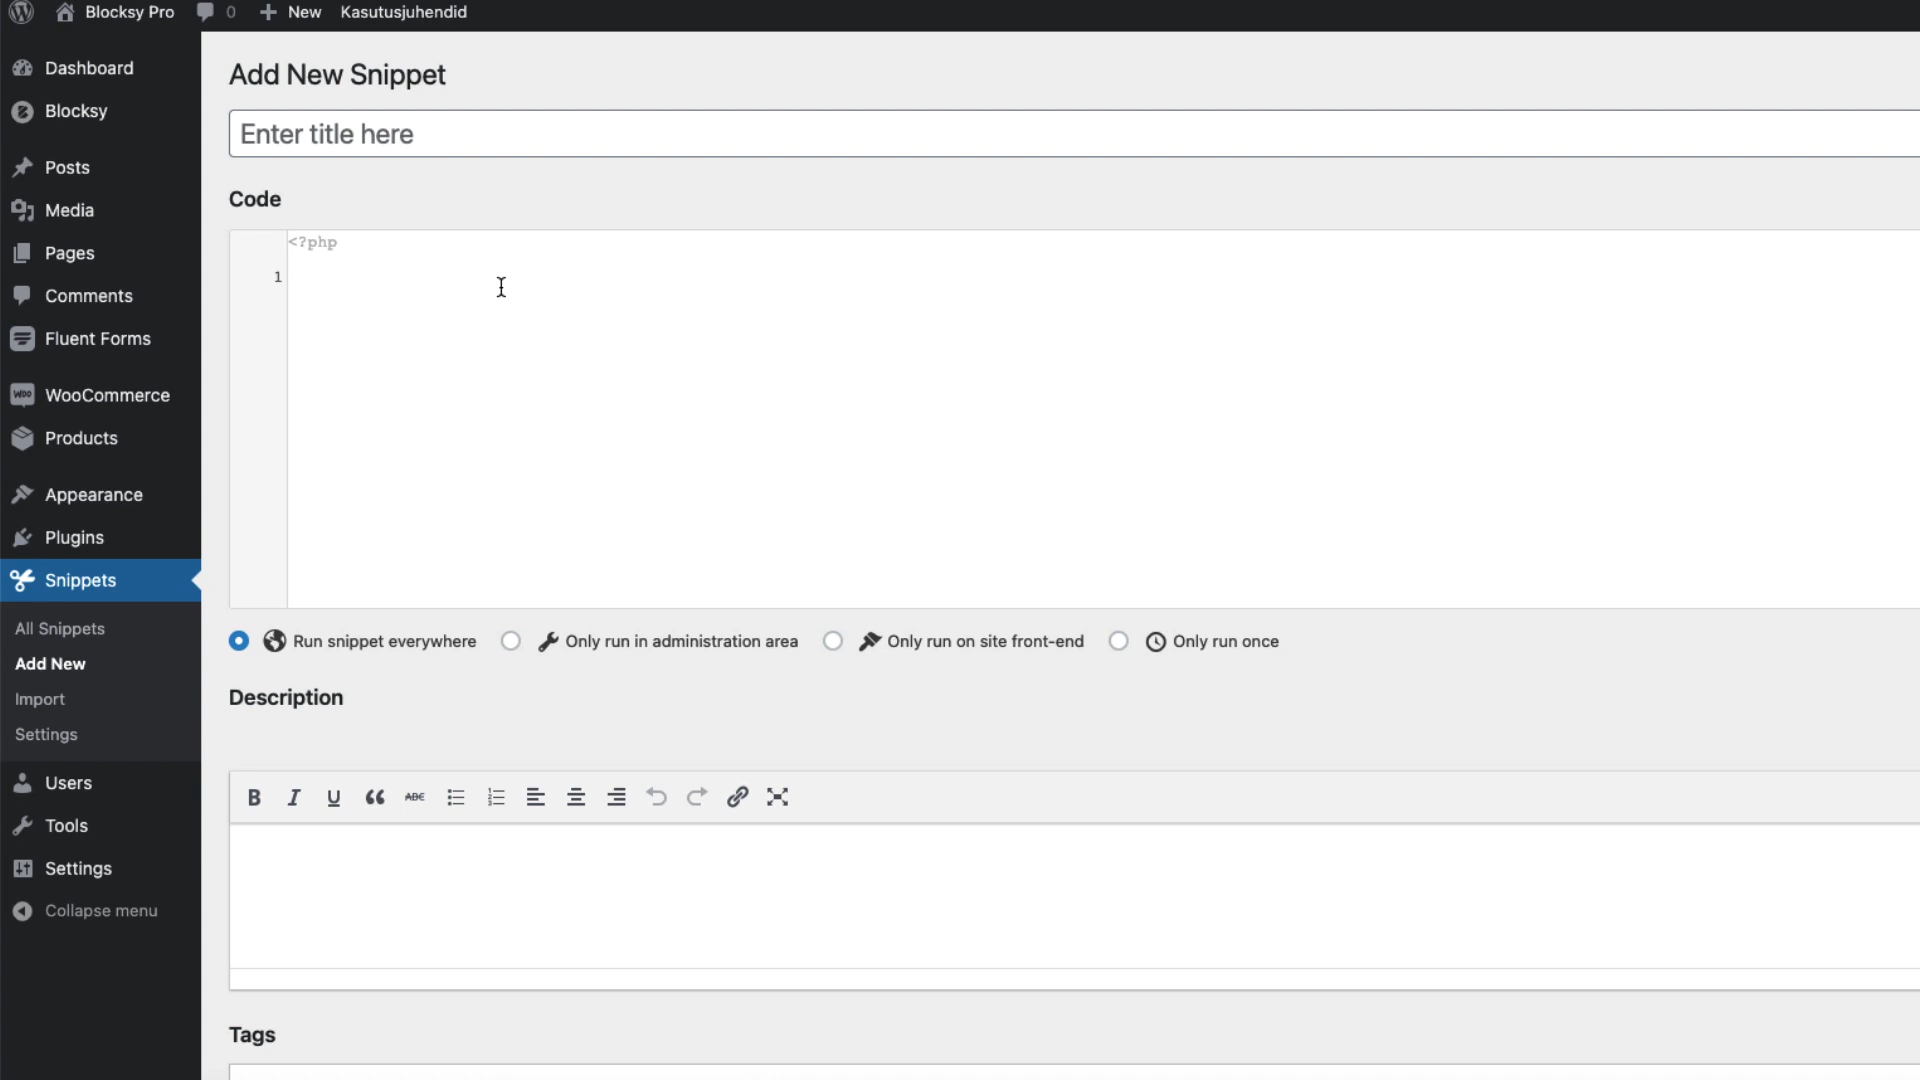 Blocksy Pro 0 New Kasutusjuhendid
Dashboard
Blocksy
Posts
Media
Pages
Comments
Fluent Forms
WooCommerce
Products
Appearance
Plugins
Snippets
All Snippets
Add New
Import
Settings
Users
Tools
Settings
Collapse menu
Add New Snippet
Enter title here
Code
<?php
1
Run snippet everywhere Only run in administration area Only run on site front-end Only run once
Description
B I U ABC
Tags